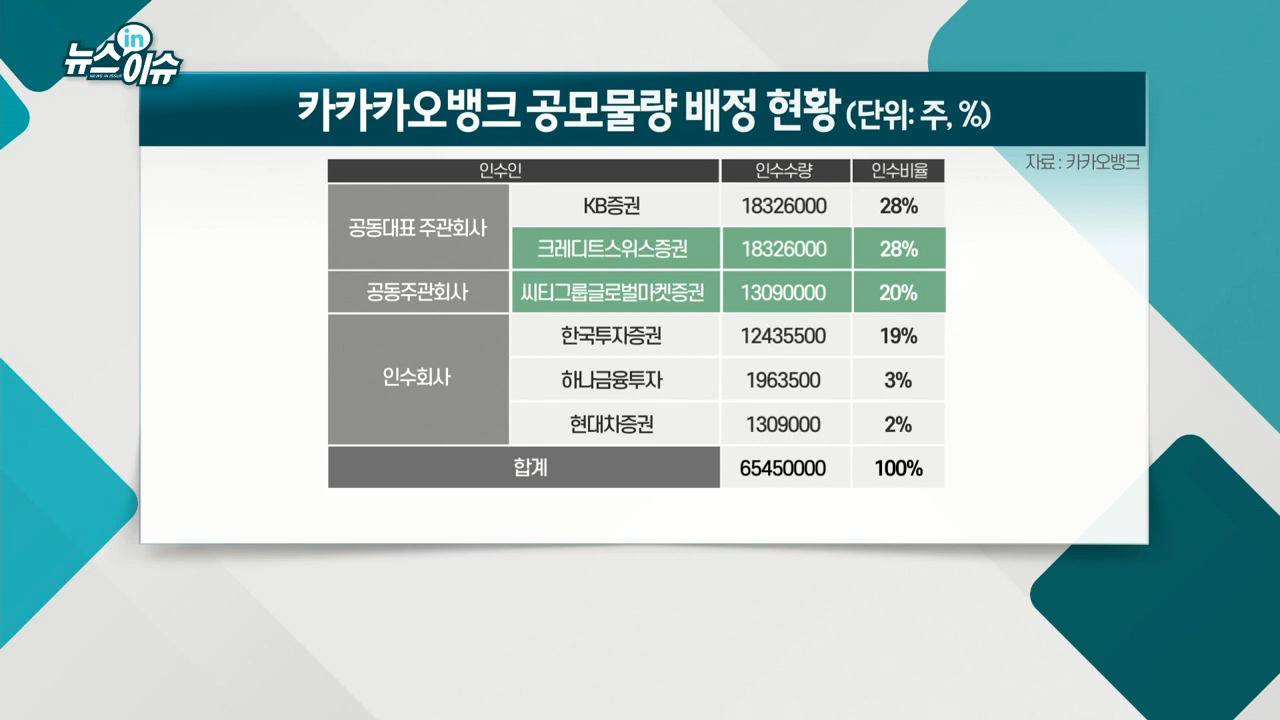 뉴스in이슈
NEWS IN ISSUE
카카카오뱅크 공모물량 배정 현황 (단위: 주, %)
자료 : 카카오뱅크
인수인 인수수량 인수비율
공동대표 주관회사 KB증권 18326000 28%
크레디트스위스증권 18326000 28%
공동주관회사 씨티그룹글로벌마켓증권 13090000 20%
인수회사 한국투자증권 12435500 19%
하나금융투자 1963500 3%
현대차증권 1309000 2%
합계 65450000 100%